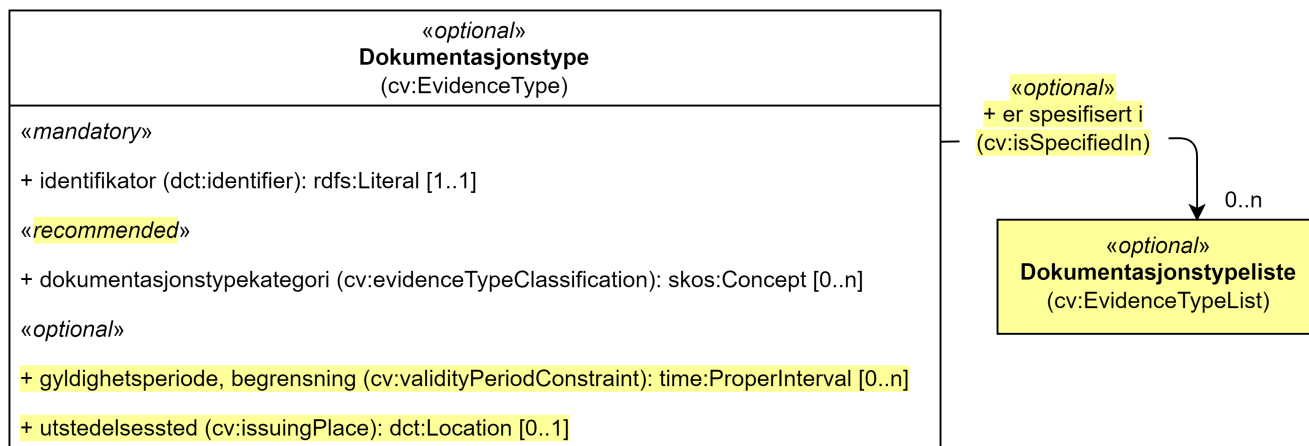 «optional»
Dokumentasjonstype
(cv:EvidenceType)
«mandatory»
+ identifikator (dct:identifier): rdfs:Literal [1..1]
«recommended»
+ dokumentasjonstypekategori (cv:evidenceTypeClassification): skos:Concept [0..n]
«optional»
+ gyldighetsperiode, begrensning (cv:validityPeriodConstraint): time:ProperInterval [0..n]
+ utstedelsessted (cv:issuingPlace): dct:Location [0..1]
«optional»
+ er spesifisert i
(cv:isSpecifiedIn)
0..n
«optional»
Dokumentasjonstypeliste
(cv:EvidenceTypeList)